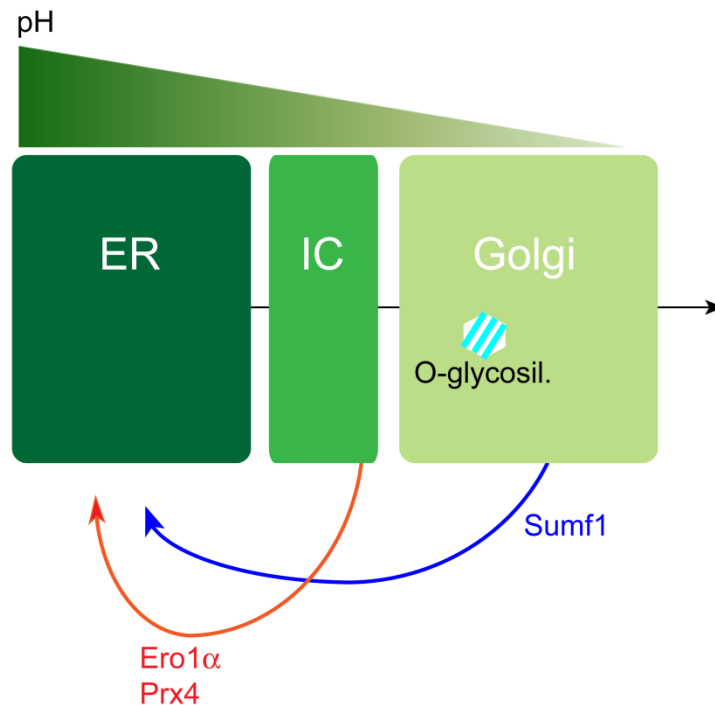 pH
ER
IC
Golgi
O-glycosil.
Sumf1
Ero1α
Prx4